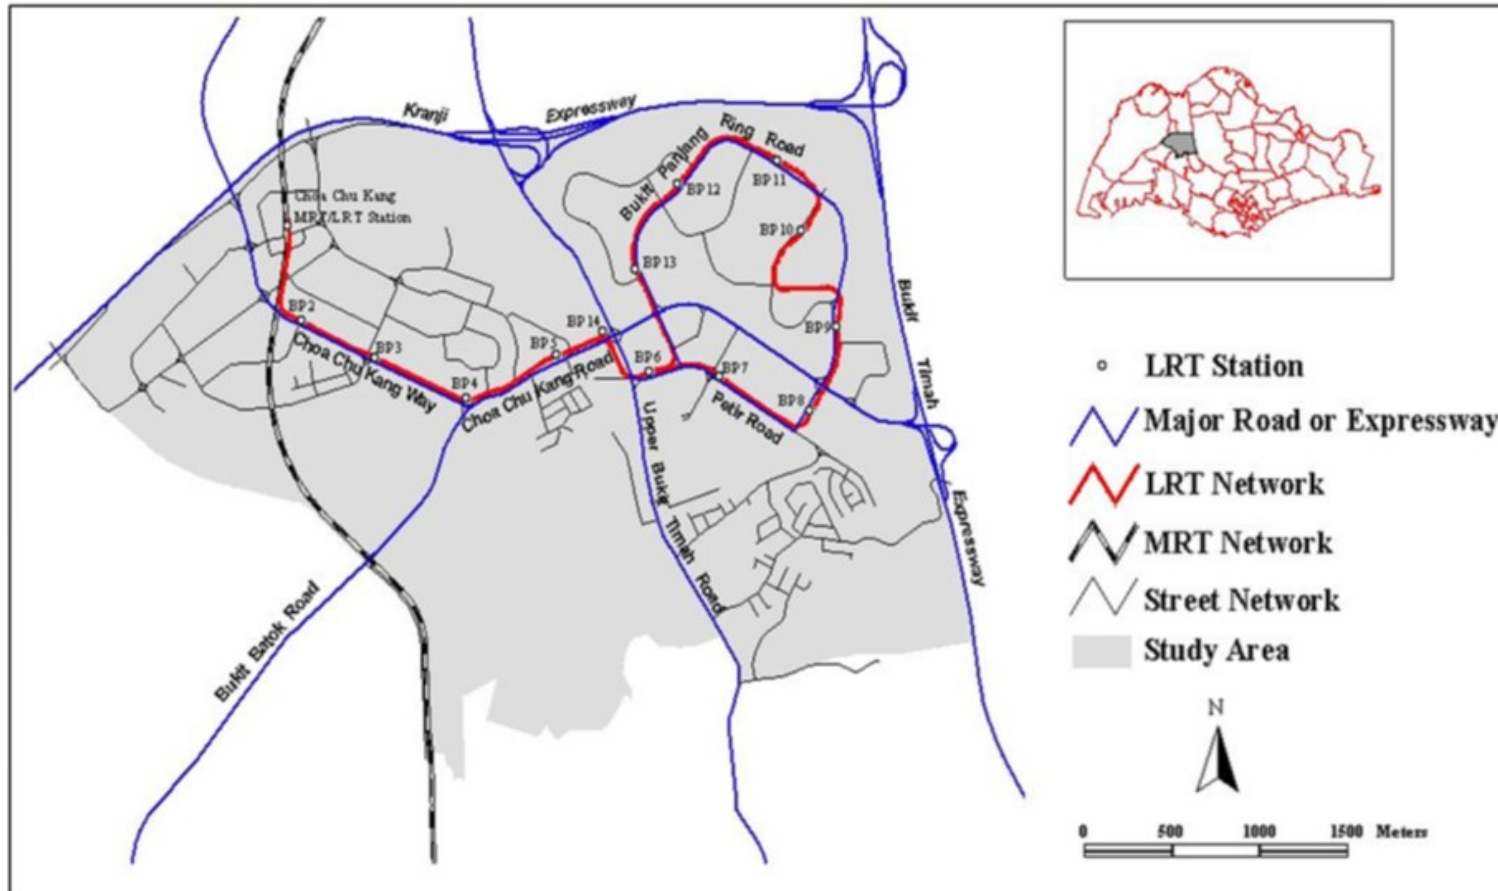 Kranji
Expressway
Bukit Panjang
Ring Road
Choa Chu Kang
MRT/LRT Station
BP11
BP12
BP10
BP13
BP2
BP14
BP9
BP3
BP5
BP6
BP7
BP4
BP8
Choa Chu Kang Way
Choa Chu Kang Road
Petir Road
Upper Bukit Timah Road
Bukit Timah Expressway
Bukit Batok Road
LRT Station
Major Road or Expressway
LRT Network
MRT Network
Street Network
Study Area
N
0 500 1000 1500 Meters